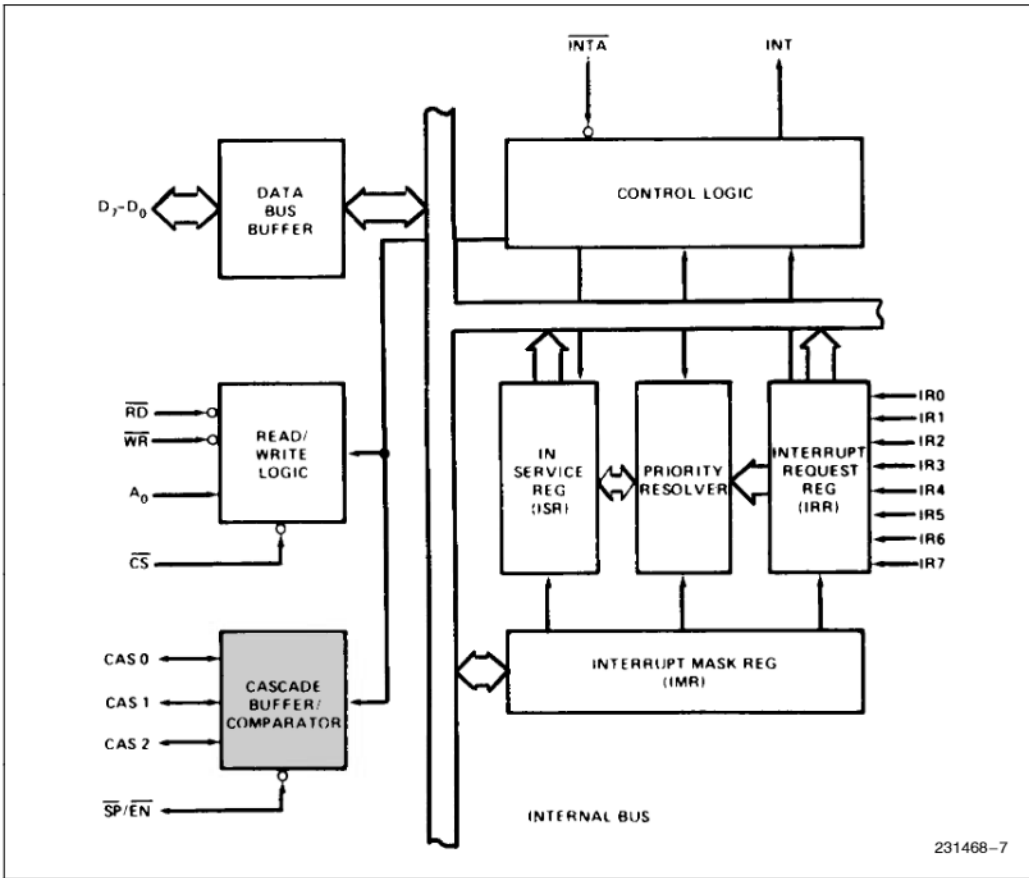 INTA
INT
CONTROL LOGIC
D7-D0
DATA
BUS
BUFFER
RD
WR
A0
CS
READ/
WRITE
LOGIC
IN
SERVICE
REG
(ISR)
PRIORITY
RESOLVER
INTERRUPT
REQUEST
REG
(IRR)
IR0
IR1
IR2
IR3
IR4
IR5
IR6
IR7
CAS 0
CAS 1
CAS 2
SP/EN
CASCADE
BUFFER/
COMPARATOR
INTERRUPT MASK REG
(IMR)
INTERNAL BUS
231468-7